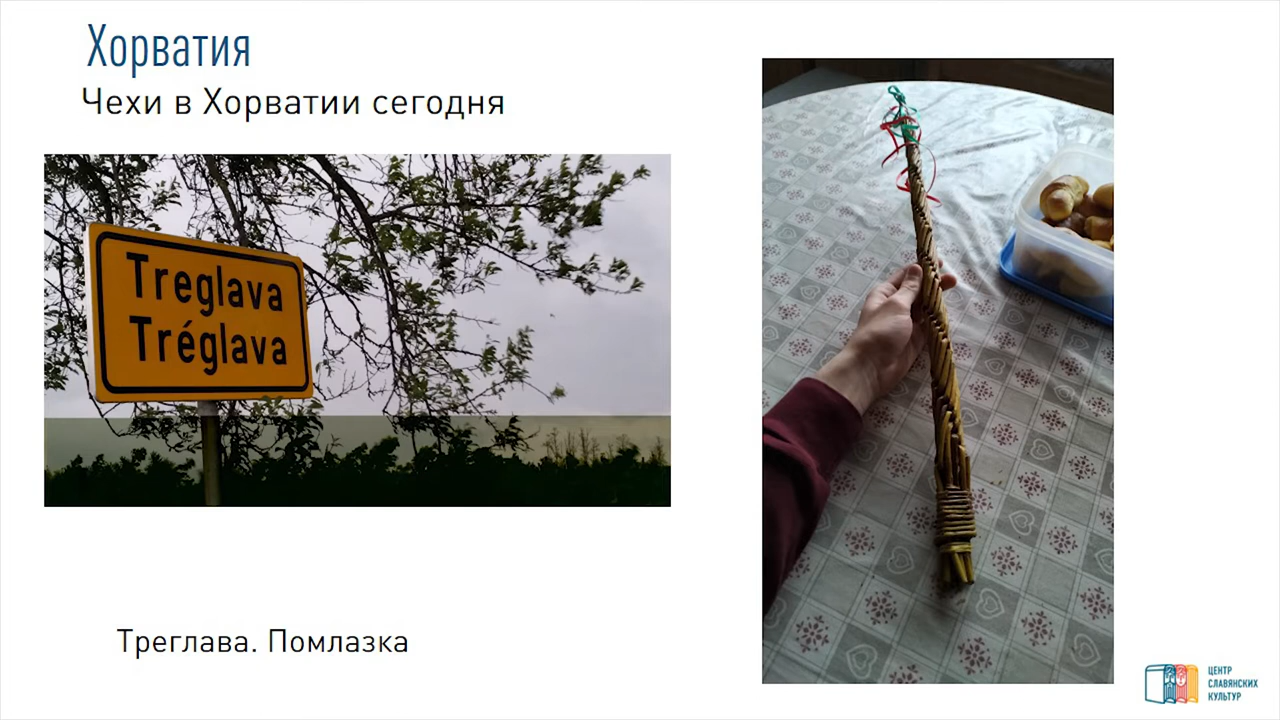 Хорватия
Чехи в Хорватии сегодня
Treglava
Tréglava
Треглава. Помлазка
ЦЕНТР
СЛАВЯНСКИХ
КУЛЬТУР